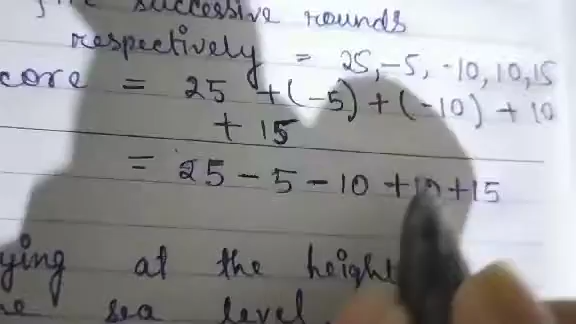 successive rounds
respectively = 25, -5, -10, 10, 15
core = 25 + (-5) + (-10) + 10
+ 15
= 25 - 5 - 10 + 10 + 15
ying at the height
sea level.